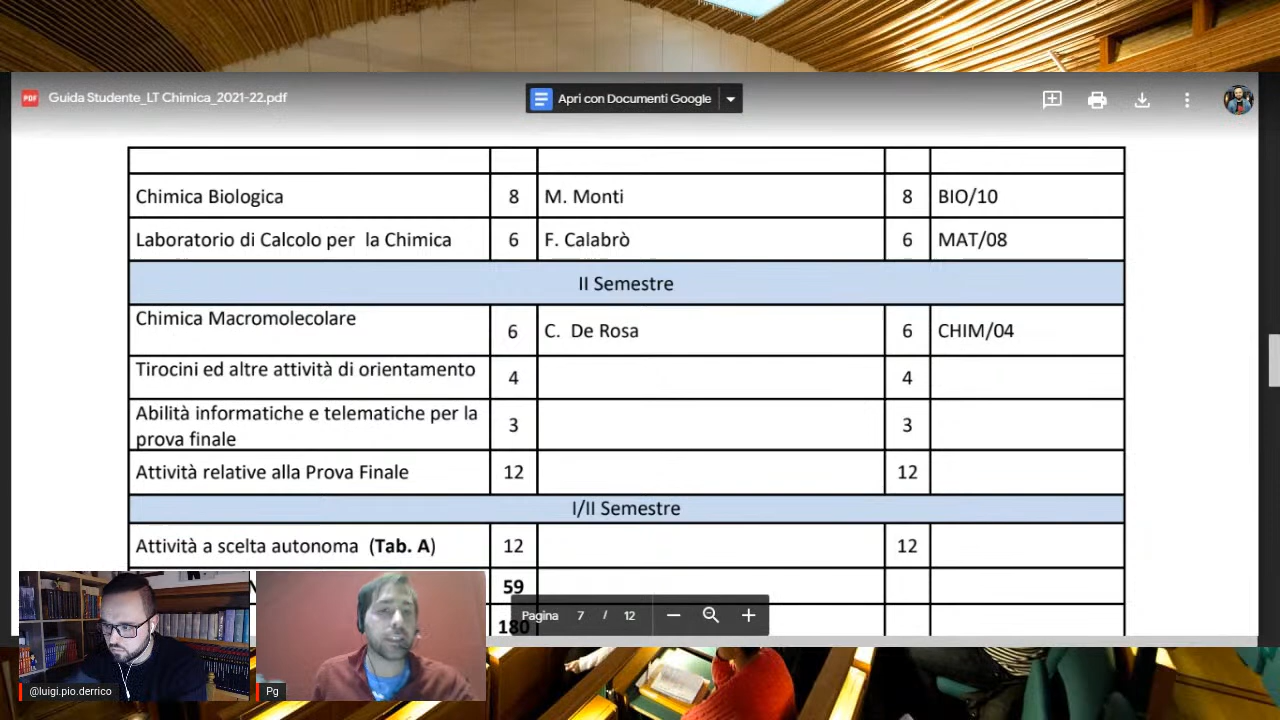 PDF Guida Studente_LT Chimica_2021-22.pdf Apri con Documenti Google
Chimica Biologica 8 M. Monti 8 BIO/10
Laboratorio di Calcolo per la Chimica 6 F. Calabrò 6 MAT/08
II Semestre
Chimica Macromolecolare 6 C. De Rosa 6 CHIM/04
Tirocini ed altre attività di orientamento 4 4
Abilità informatiche e telematiche per la
prova finale 3 3
Attività relative alla Prova Finale 12 12
I/II Semestre
Attività a scelta autonoma (Tab. A) 12 12
59
Pagina 7 / 12
180
@luigi.pio.derrico
Pg